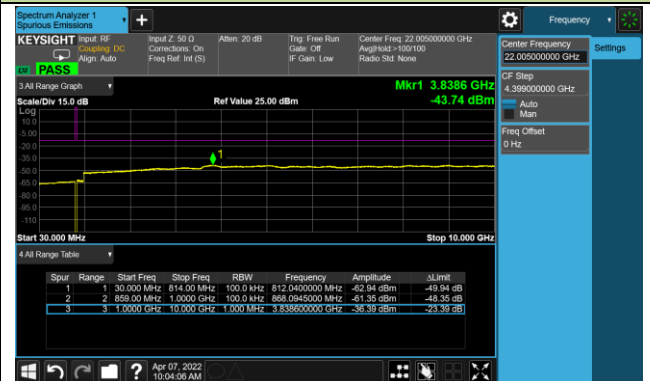 Spectrum Analyzer 1
Spurious Emissions
Frequency
KEYSIGHT Input: RF Input Z: 50 Ω Atten: 20 dB Trig: Free Run Center Freq: 22.005000000 GHz
Coupling: DC Corrections: On Gate: Off Avg|Hold:>100/100
Align: Auto Freq Ref: Int (S) IF Gain: Low Radio Std: None
PASS
Center Frequency
22.005000000 GHz
Settings
CF Step
4.399000000 GHz
Auto
Man
Freq Offset
0 Hz
3 All Range Graph
Mkr1 3.8386 GHz
Scale/Div 15.0 dB Ref Value 25.00 dBm -43.74 dBm
Log
10.0
-5.00
-20.0
-35.0
-50.0
-65.0
-80.0
-95.0
-110
1
Start 30.000 MHz Stop 10.000 GHz
4 All Range Table
Spur Range Start Freq Stop Freq RBW Frequency Amplitude ΔLimit
1 1 30.000 MHz 814.00 MHz 100.0 kHz 812.0400000 MHz -62.94 dBm -49.94 dB
2 2 859.00 MHz 1.0000 GHz 100.0 kHz 868.0945000 MHz -61.35 dBm -48.35 dB
3 3 1.0000 GHz 10.000 GHz 1.000 MHz 3.838600000 GHz -36.39 dBm -23.39 dB
?
Apr 07, 2022
10:04:06 AM